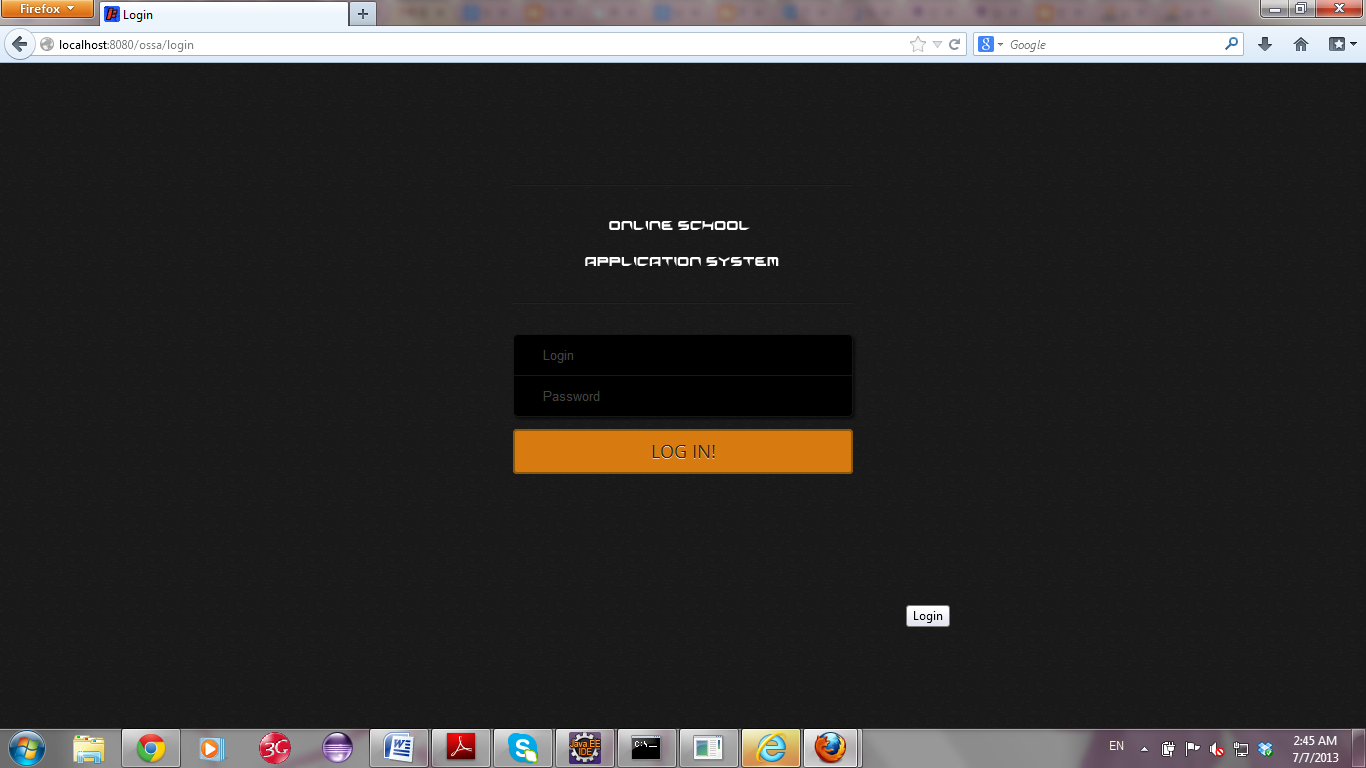 Firefox
Login
localhost:8080/ossa/login
Google
ONLINE SCHOOL
APPLICATION SYSTEM
Login
Password
LOG IN!
Login
3G
Java EE
IDE
C:\
EN
2:45 AM
7/7/2013